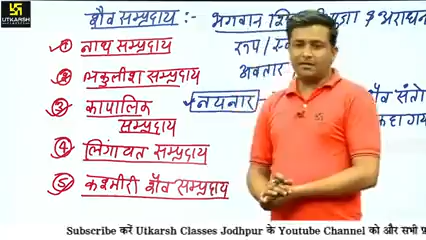 UTKARSH
शैव सम्प्रदाय :-
① नाथ सम्प्रदाय
② लकुलीश सम्प्रदाय
③ कापालिक
सम्प्रदाय
④ लिंगायत सम्प्रदाय
⑤ कश्मीरी शैव सम्प्रदाय
भगवान
रूप /
अवतार
नयनार
Subscribe करें Utkarsh Classes Jodhpur के Youtube Channel को और सभी